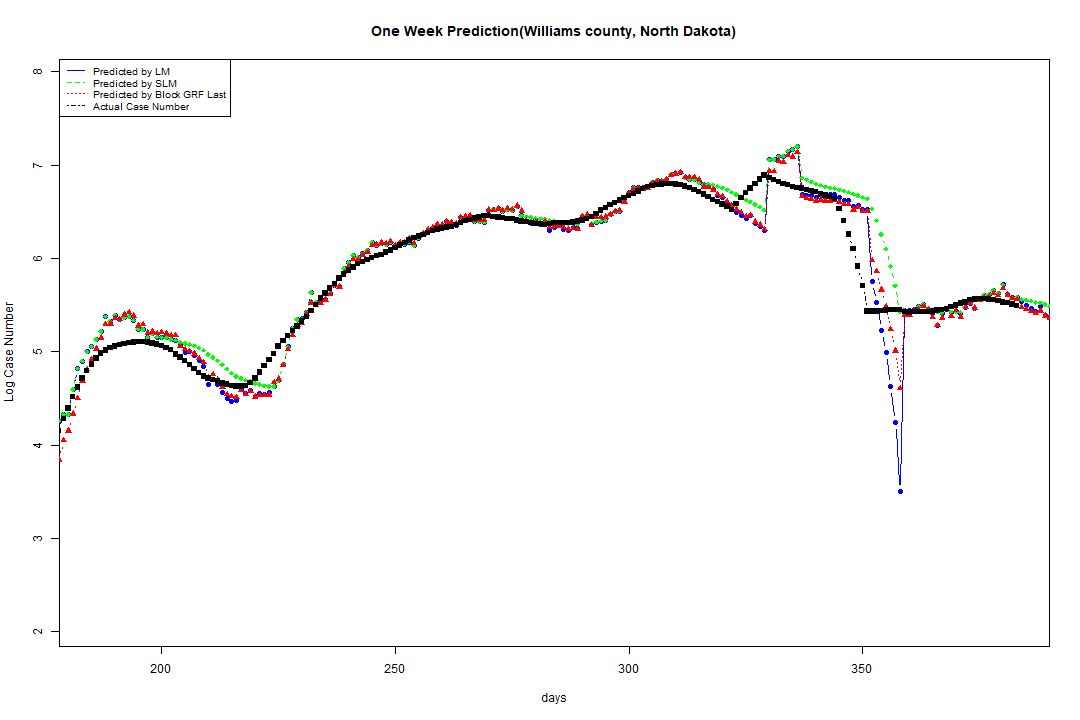 One Week Prediction(Williams county, North Dakota)
Predicted by LM
Predicted by SLM
Predicted by Block GRF Last
Actual Case Number
8
7
6
5
4
3
2
Log Case Number
200 250 300 350
days